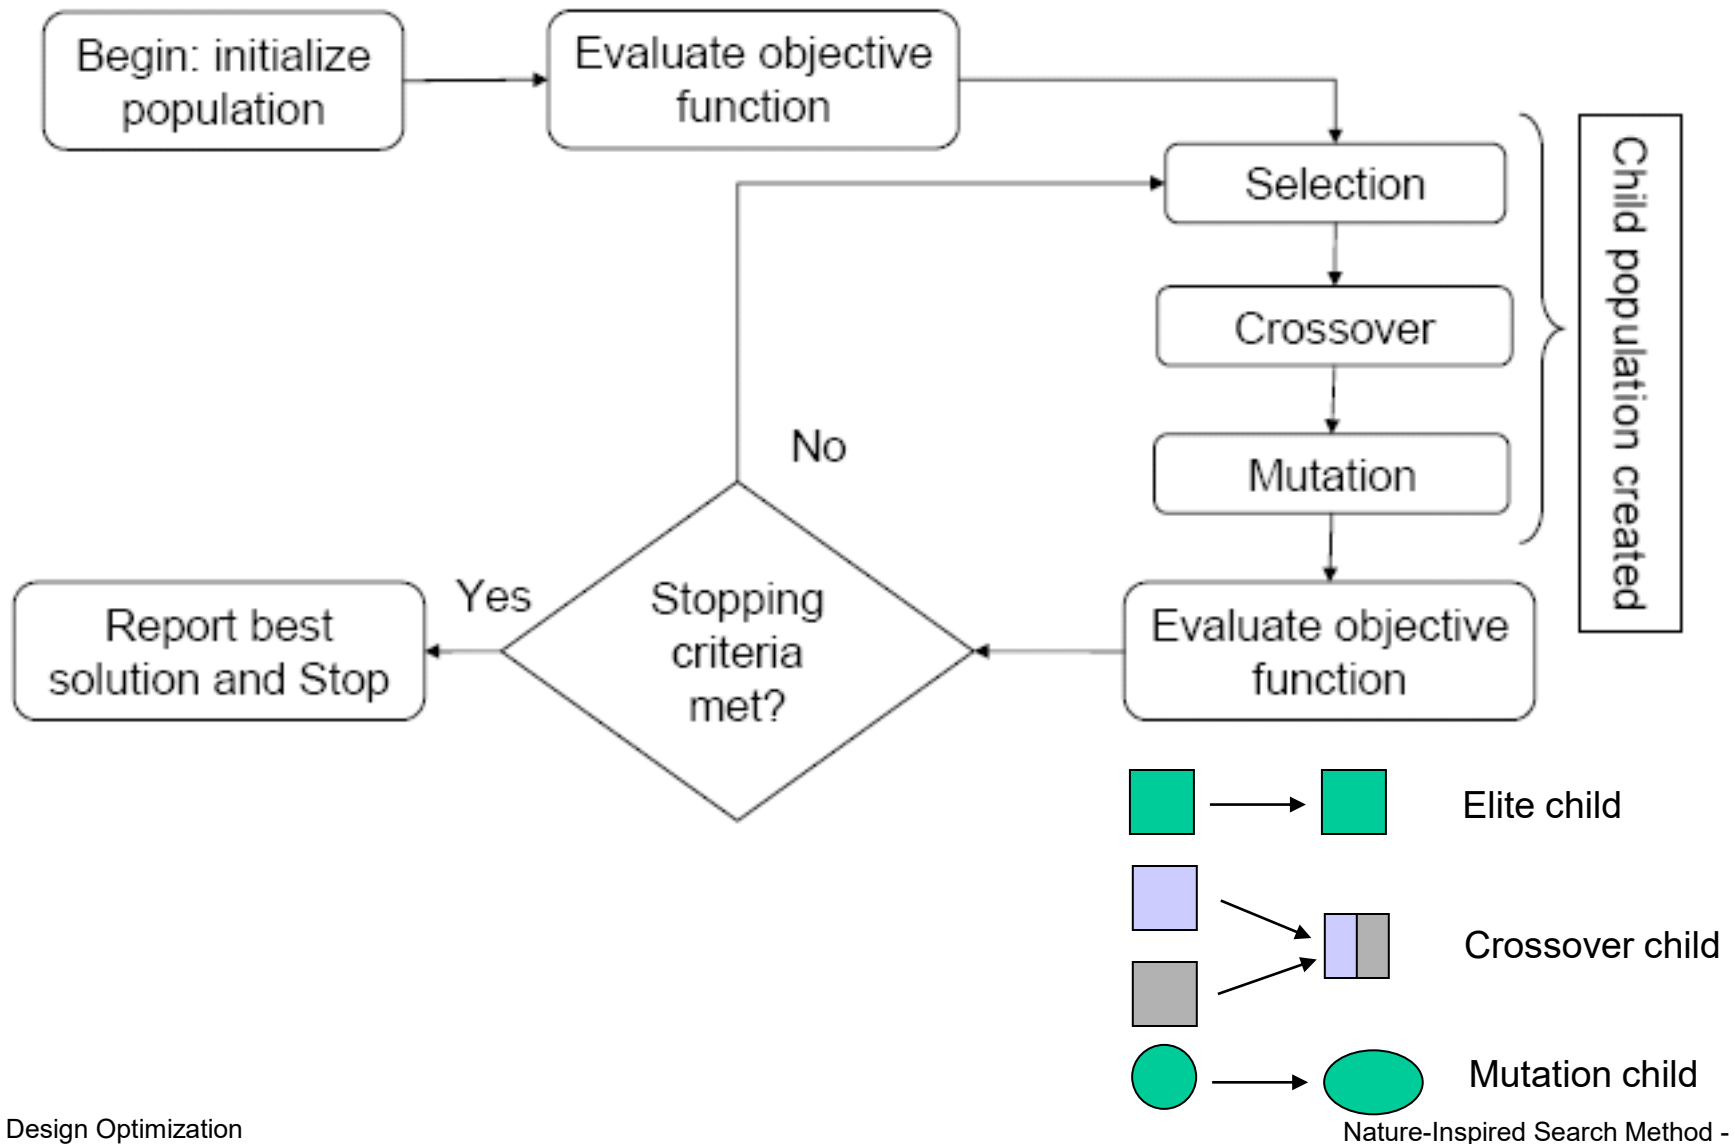 Begin: initialize
population
Evaluate objective
function
Selection
Crossover
Mutation
Child population created
No
Yes
Stopping
criteria
met?
Report best
solution and Stop
Evaluate objective
function
Elite child
Crossover child
Mutation child
Design Optimization
Nature-Inspired Search Method -